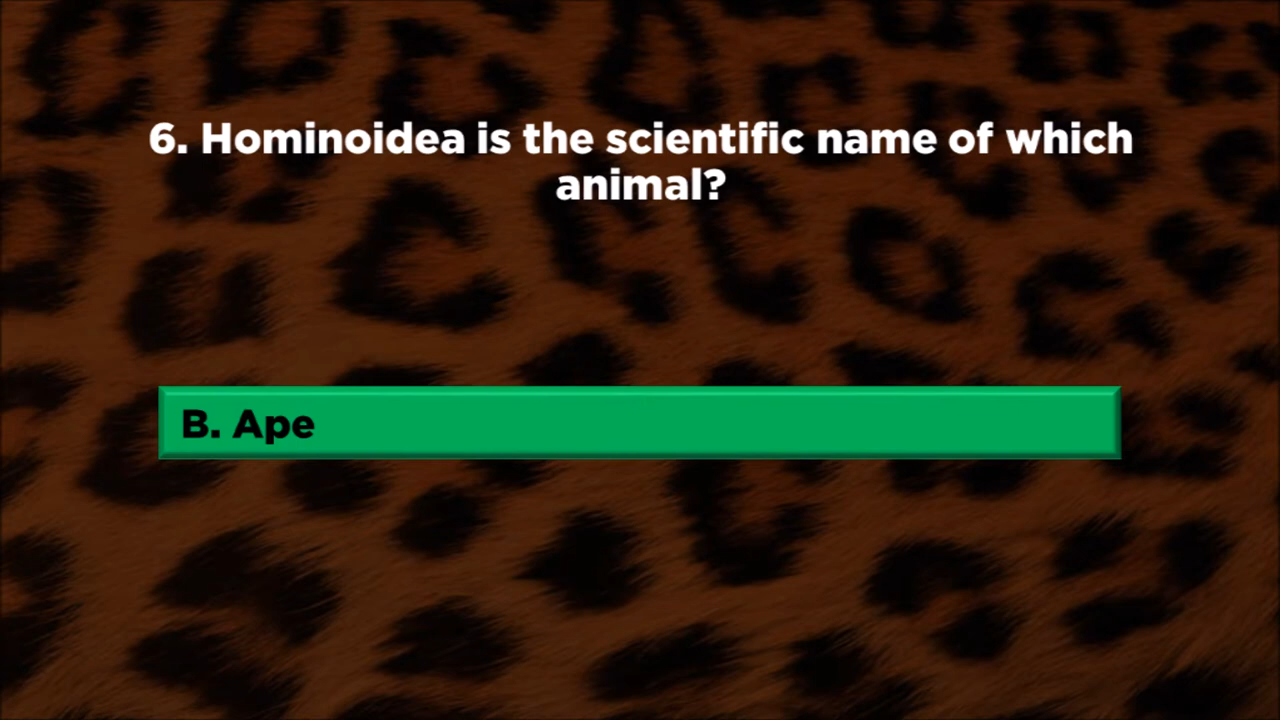 6. Hominoidea is the scientific name of which
animal?
B. Ape